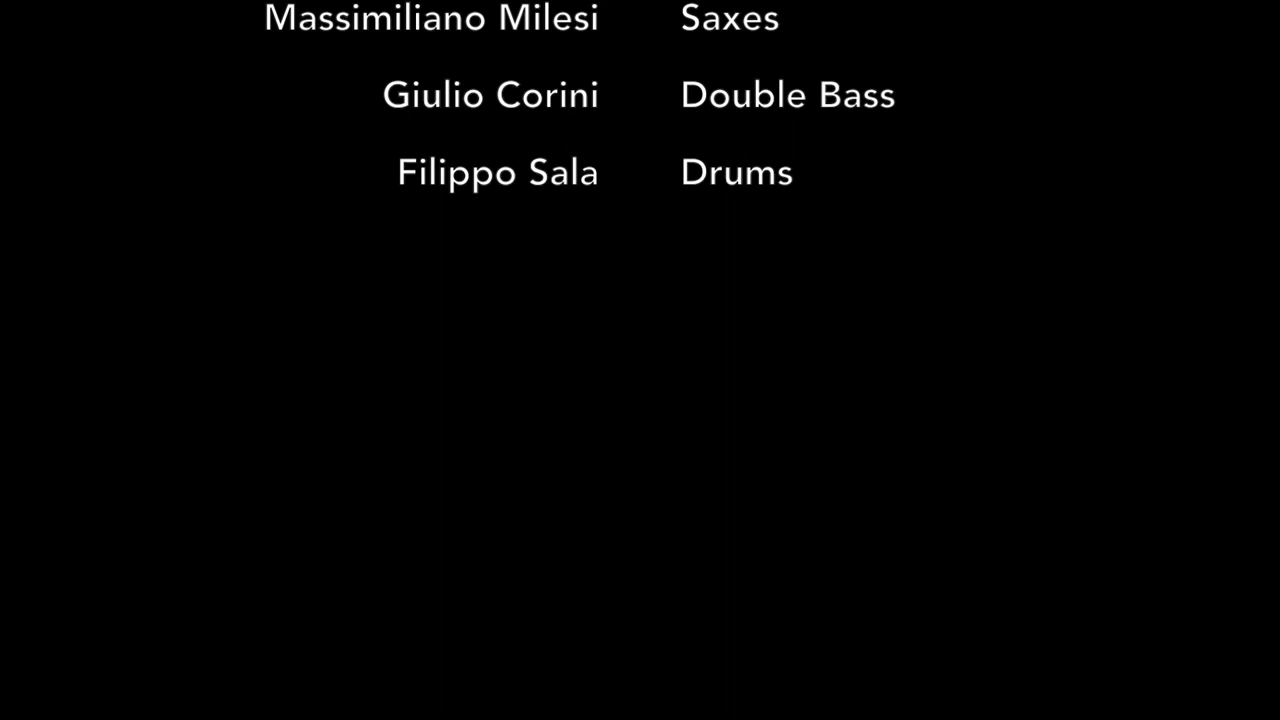 Massimiliano Milesi Saxes
Giulio Corini Double Bass
Filippo Sala Drums